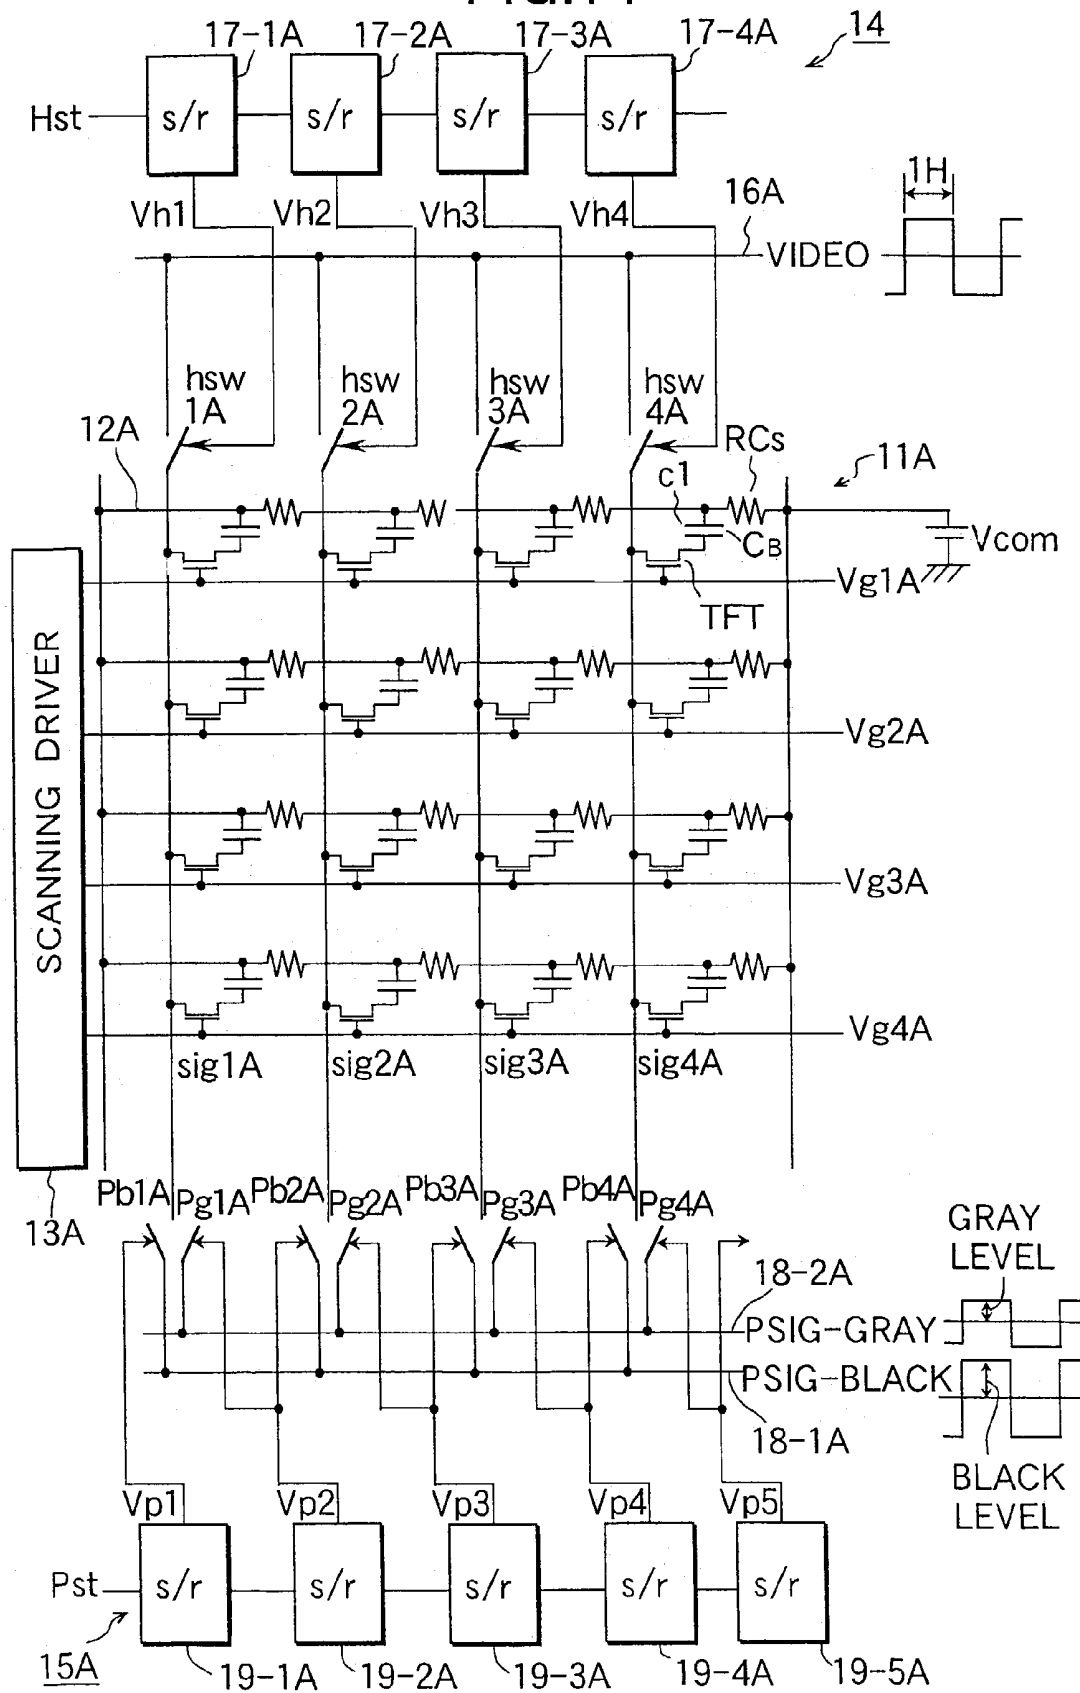 17-1A 17-2A 17-3A 17-4A 14
Hst s/r s/r s/r s/r
1H
16A
Vh1 Vh2 Vh3 Vh4
VIDEO
hsw 1A
hsw 2A
hsw 3A
hsw 4A
12A
RCs
11A
c1
CB
Vcom
Vg1A
TFT
Vg2A
Vg3A
Vg4A
SCANNING DRIVER
sig1A sig2A sig3A sig4A
13A
Pb1A Pg1A Pb2A Pg2A Pb3A Pg3A Pb4A Pg4A
GRAY
LEVEL
18-2A
PSIG-GRAY
PSIG-BLACK
18-1A
BLACK
LEVEL
Vp1 Vp2 Vp3 Vp4 Vp5
Pst s/r s/r s/r s/r s/r
15A
19-1A 19-2A 19-3A 19-4A 19-5A